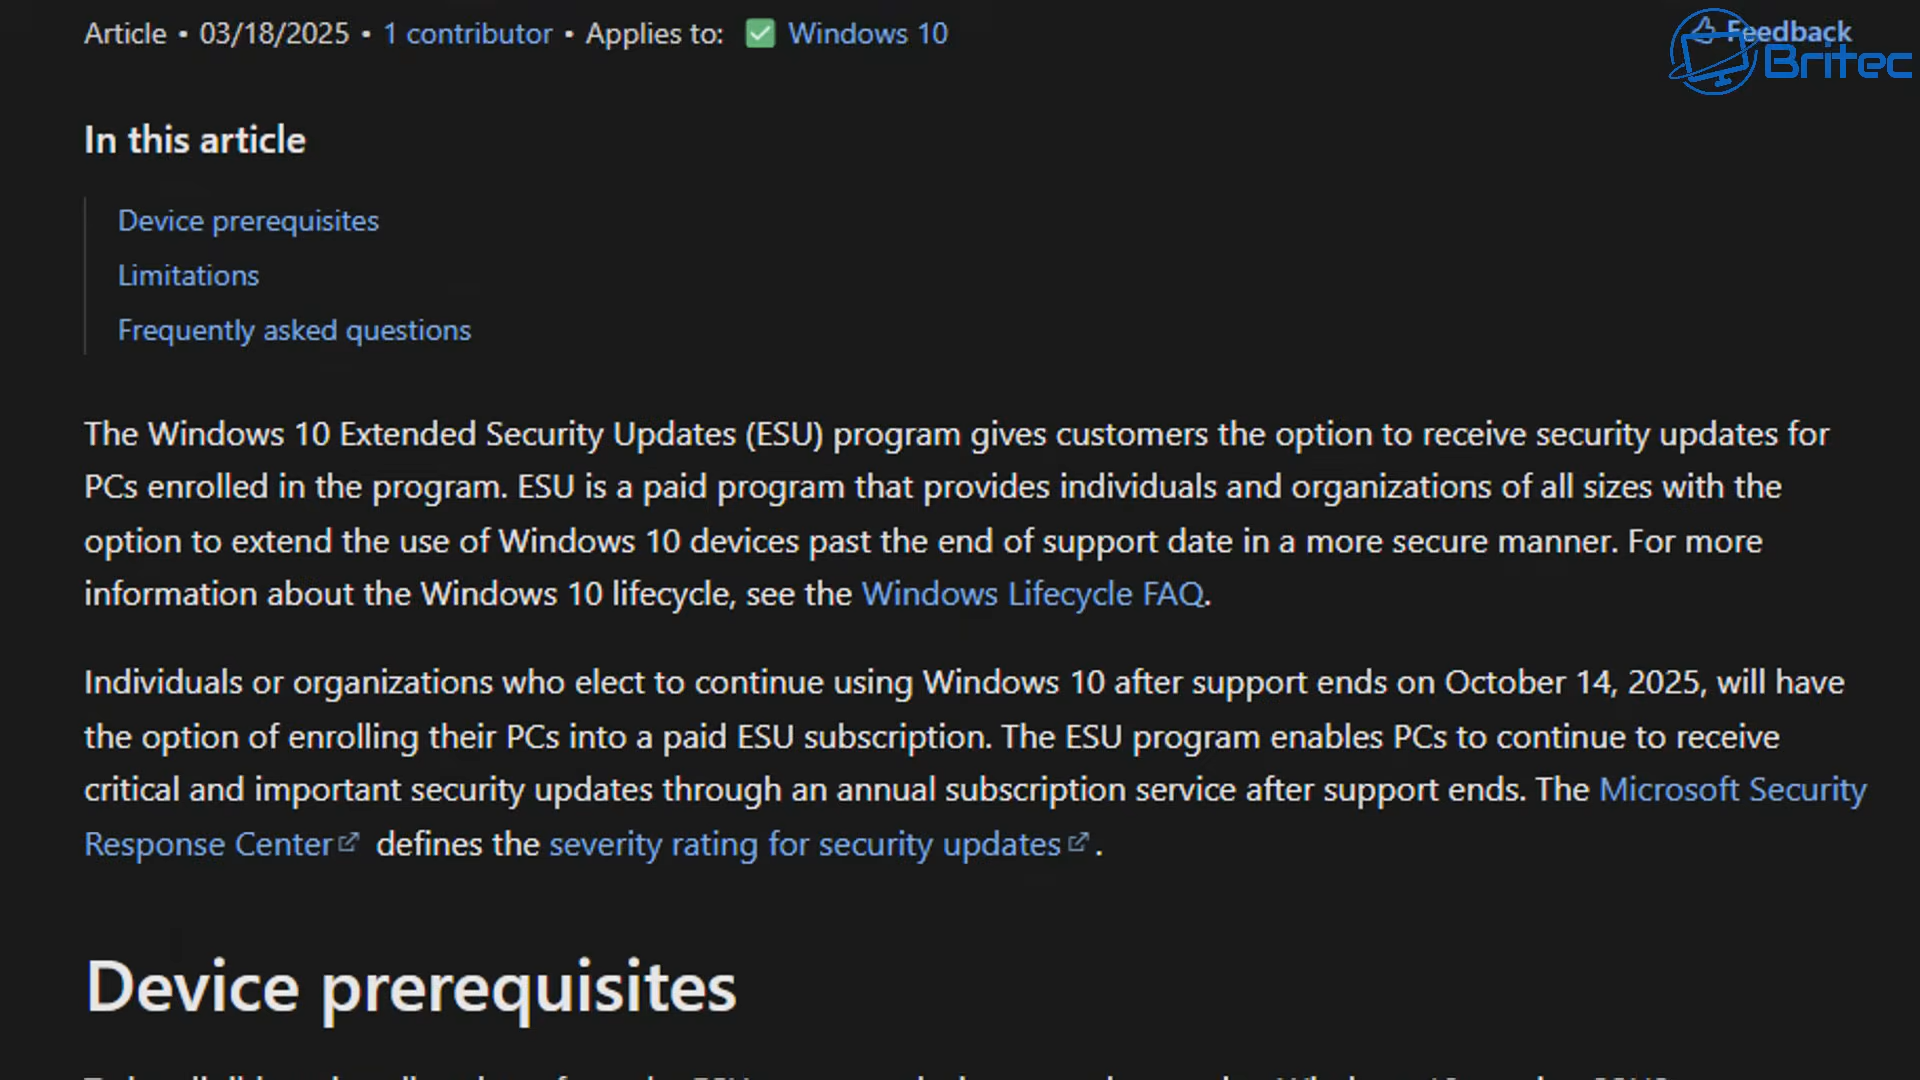 Article • 03/18/2025 • 1 contributor • Applies to: ✅ Windows 10
Feedback
Britec
In this article
Device prerequisites
Limitations
Frequently asked questions
The Windows 10 Extended Security Updates (ESU) program gives customers the option to receive security updates for
PCs enrolled in the program. ESU is a paid program that provides individuals and organizations of all sizes with the
option to extend the use of Windows 10 devices past the end of support date in a more secure manner. For more
information about the Windows 10 lifecycle, see the Windows Lifecycle FAQ.
Individuals or organizations who elect to continue using Windows 10 after support ends on October 14, 2025, will have
the option of enrolling their PCs into a paid ESU subscription. The ESU program enables PCs to continue to receive
critical and important security updates through an annual subscription service after support ends. The Microsoft Security
Response Center defines the severity rating for security updates.
Device prerequisites